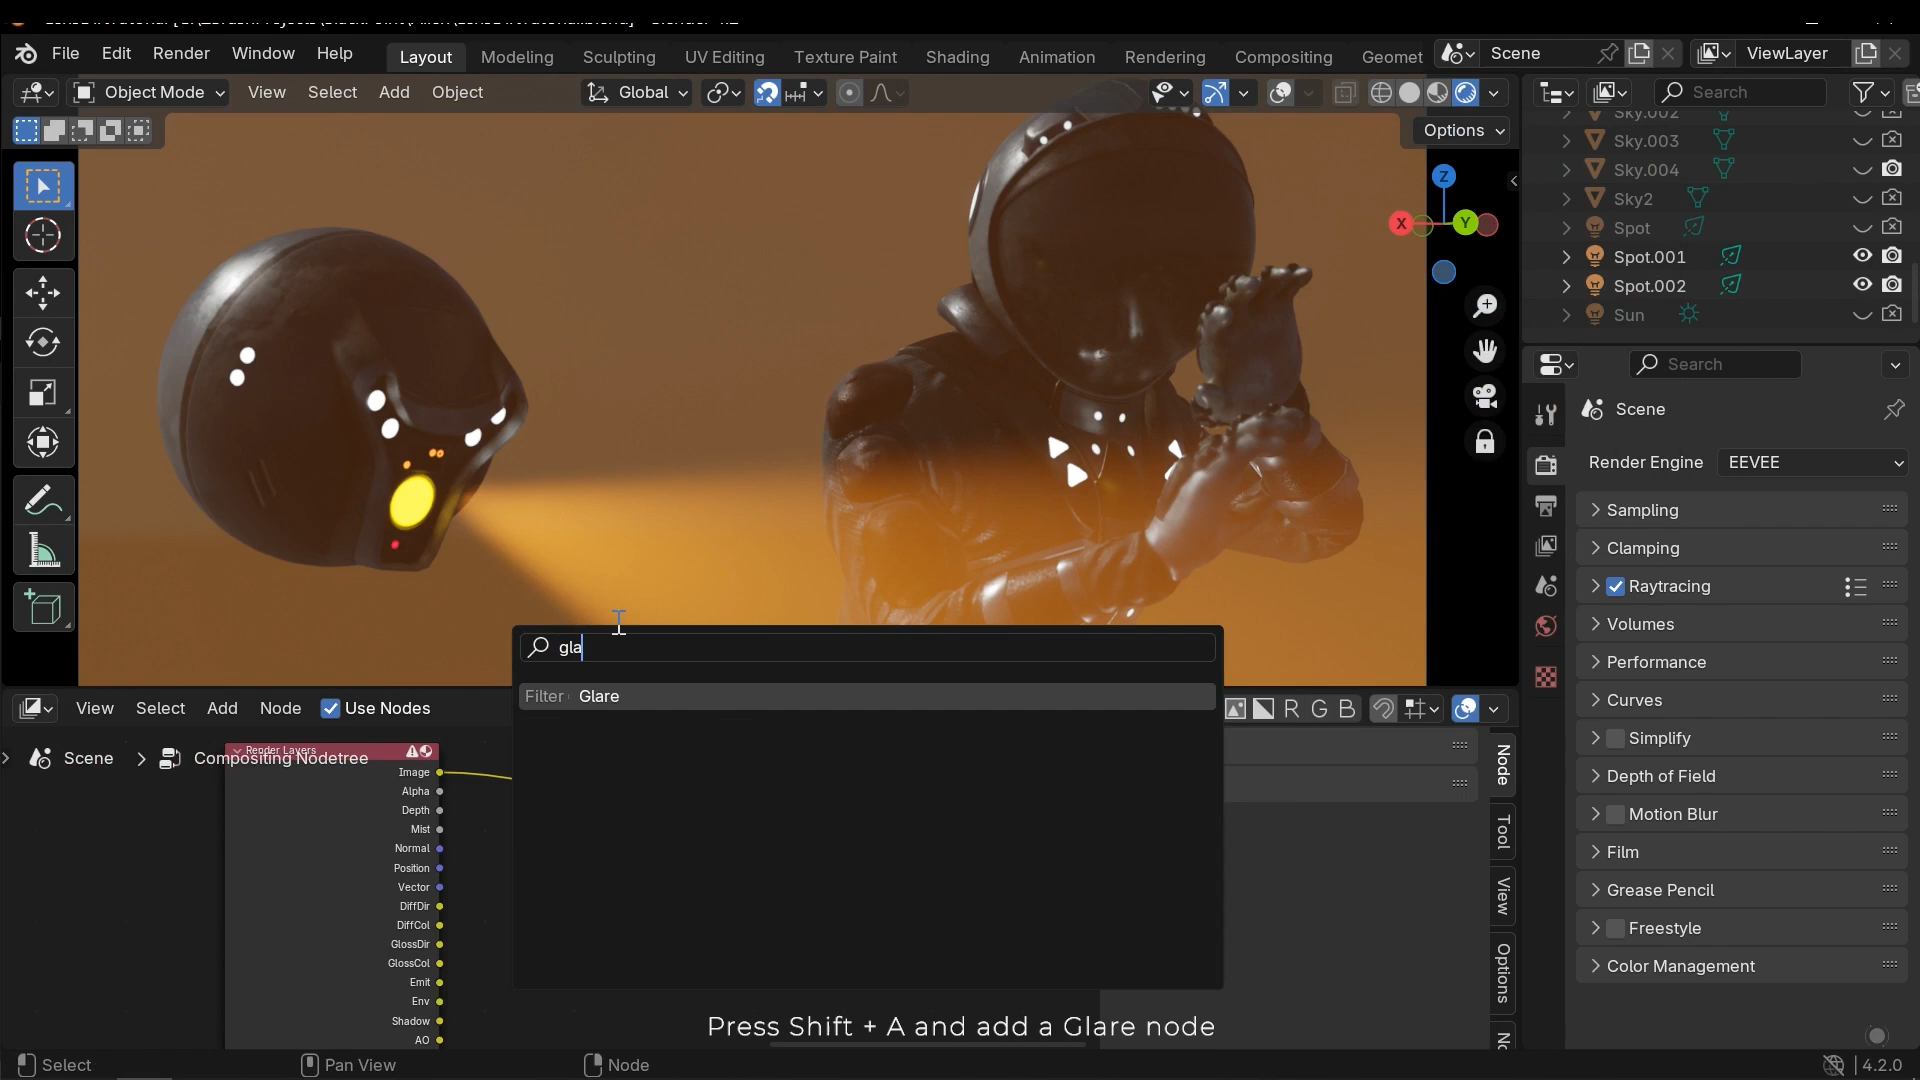 File Edit Render Window Help
Layout Modeling Sculpting UV Editing Texture Paint Shading Animation Rendering Compositing Geomet
Scene
ViewLayer
Object Mode
View Select Add Object
Global
Options
Search
Sky.002
Sky.003
Sky.004
Sky2
Spot
Spot.001
Spot.002
Sun
X
Y
Z
Search
Scene
Render Engine EEVEE
Sampling
Clamping
Raytracing
Volumes
Performance
Curves
Simplify
Depth of Field
Motion Blur
Film
Grease Pencil
Freestyle
Color Management
gla
Filter Glare
View Select Add Node Use Nodes
R G B
Scene Compositing Nodetree
Render Layers
Image
Alpha
Depth
Mist
Normal
Position
Vector
DiffDir
DiffCol
GlossDir
GlossCol
Emit
Env
Shadow
AO
Node
Tool
View
Options
Press Shift + A and add a Glare node
Select
Pan View
Node
4.2.0